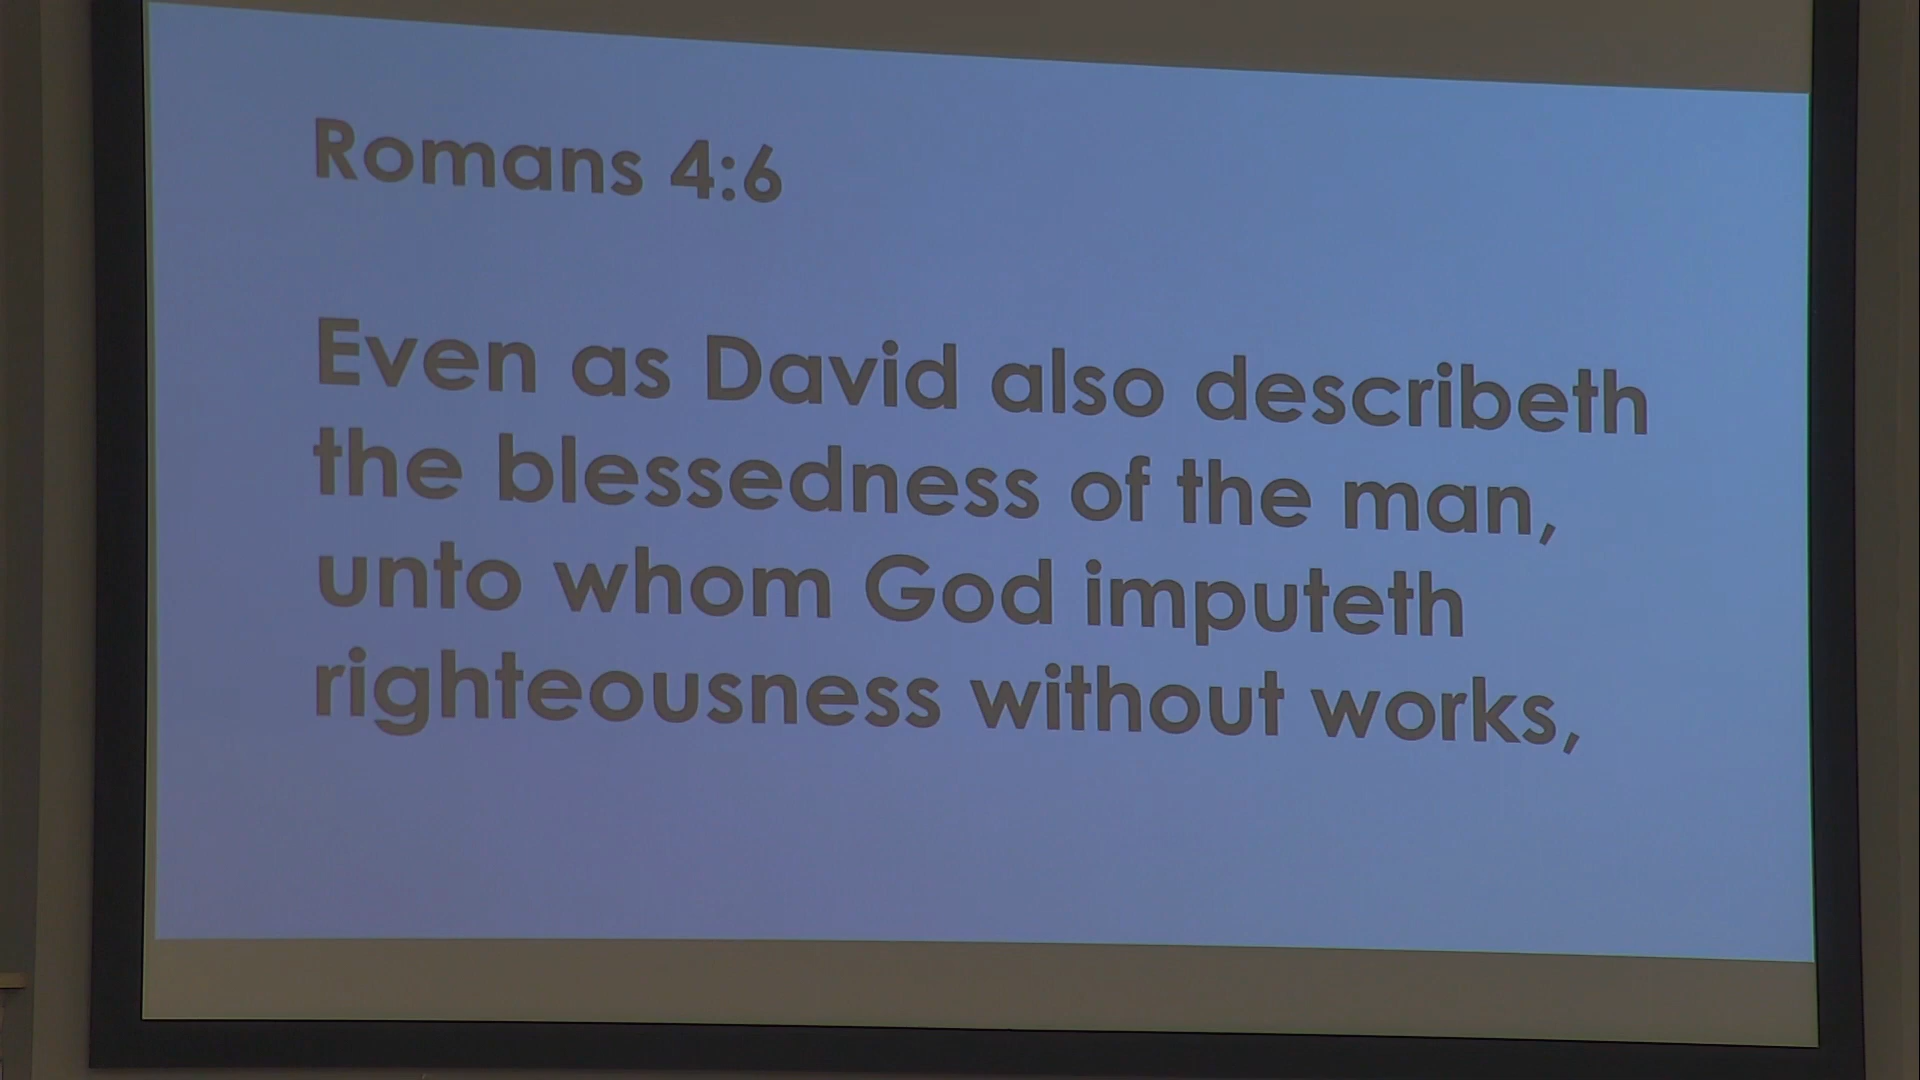 Romans 4:6
Even as David also describeth
the blessedness of the man,
unto whom God imputeth
righteousness without works,